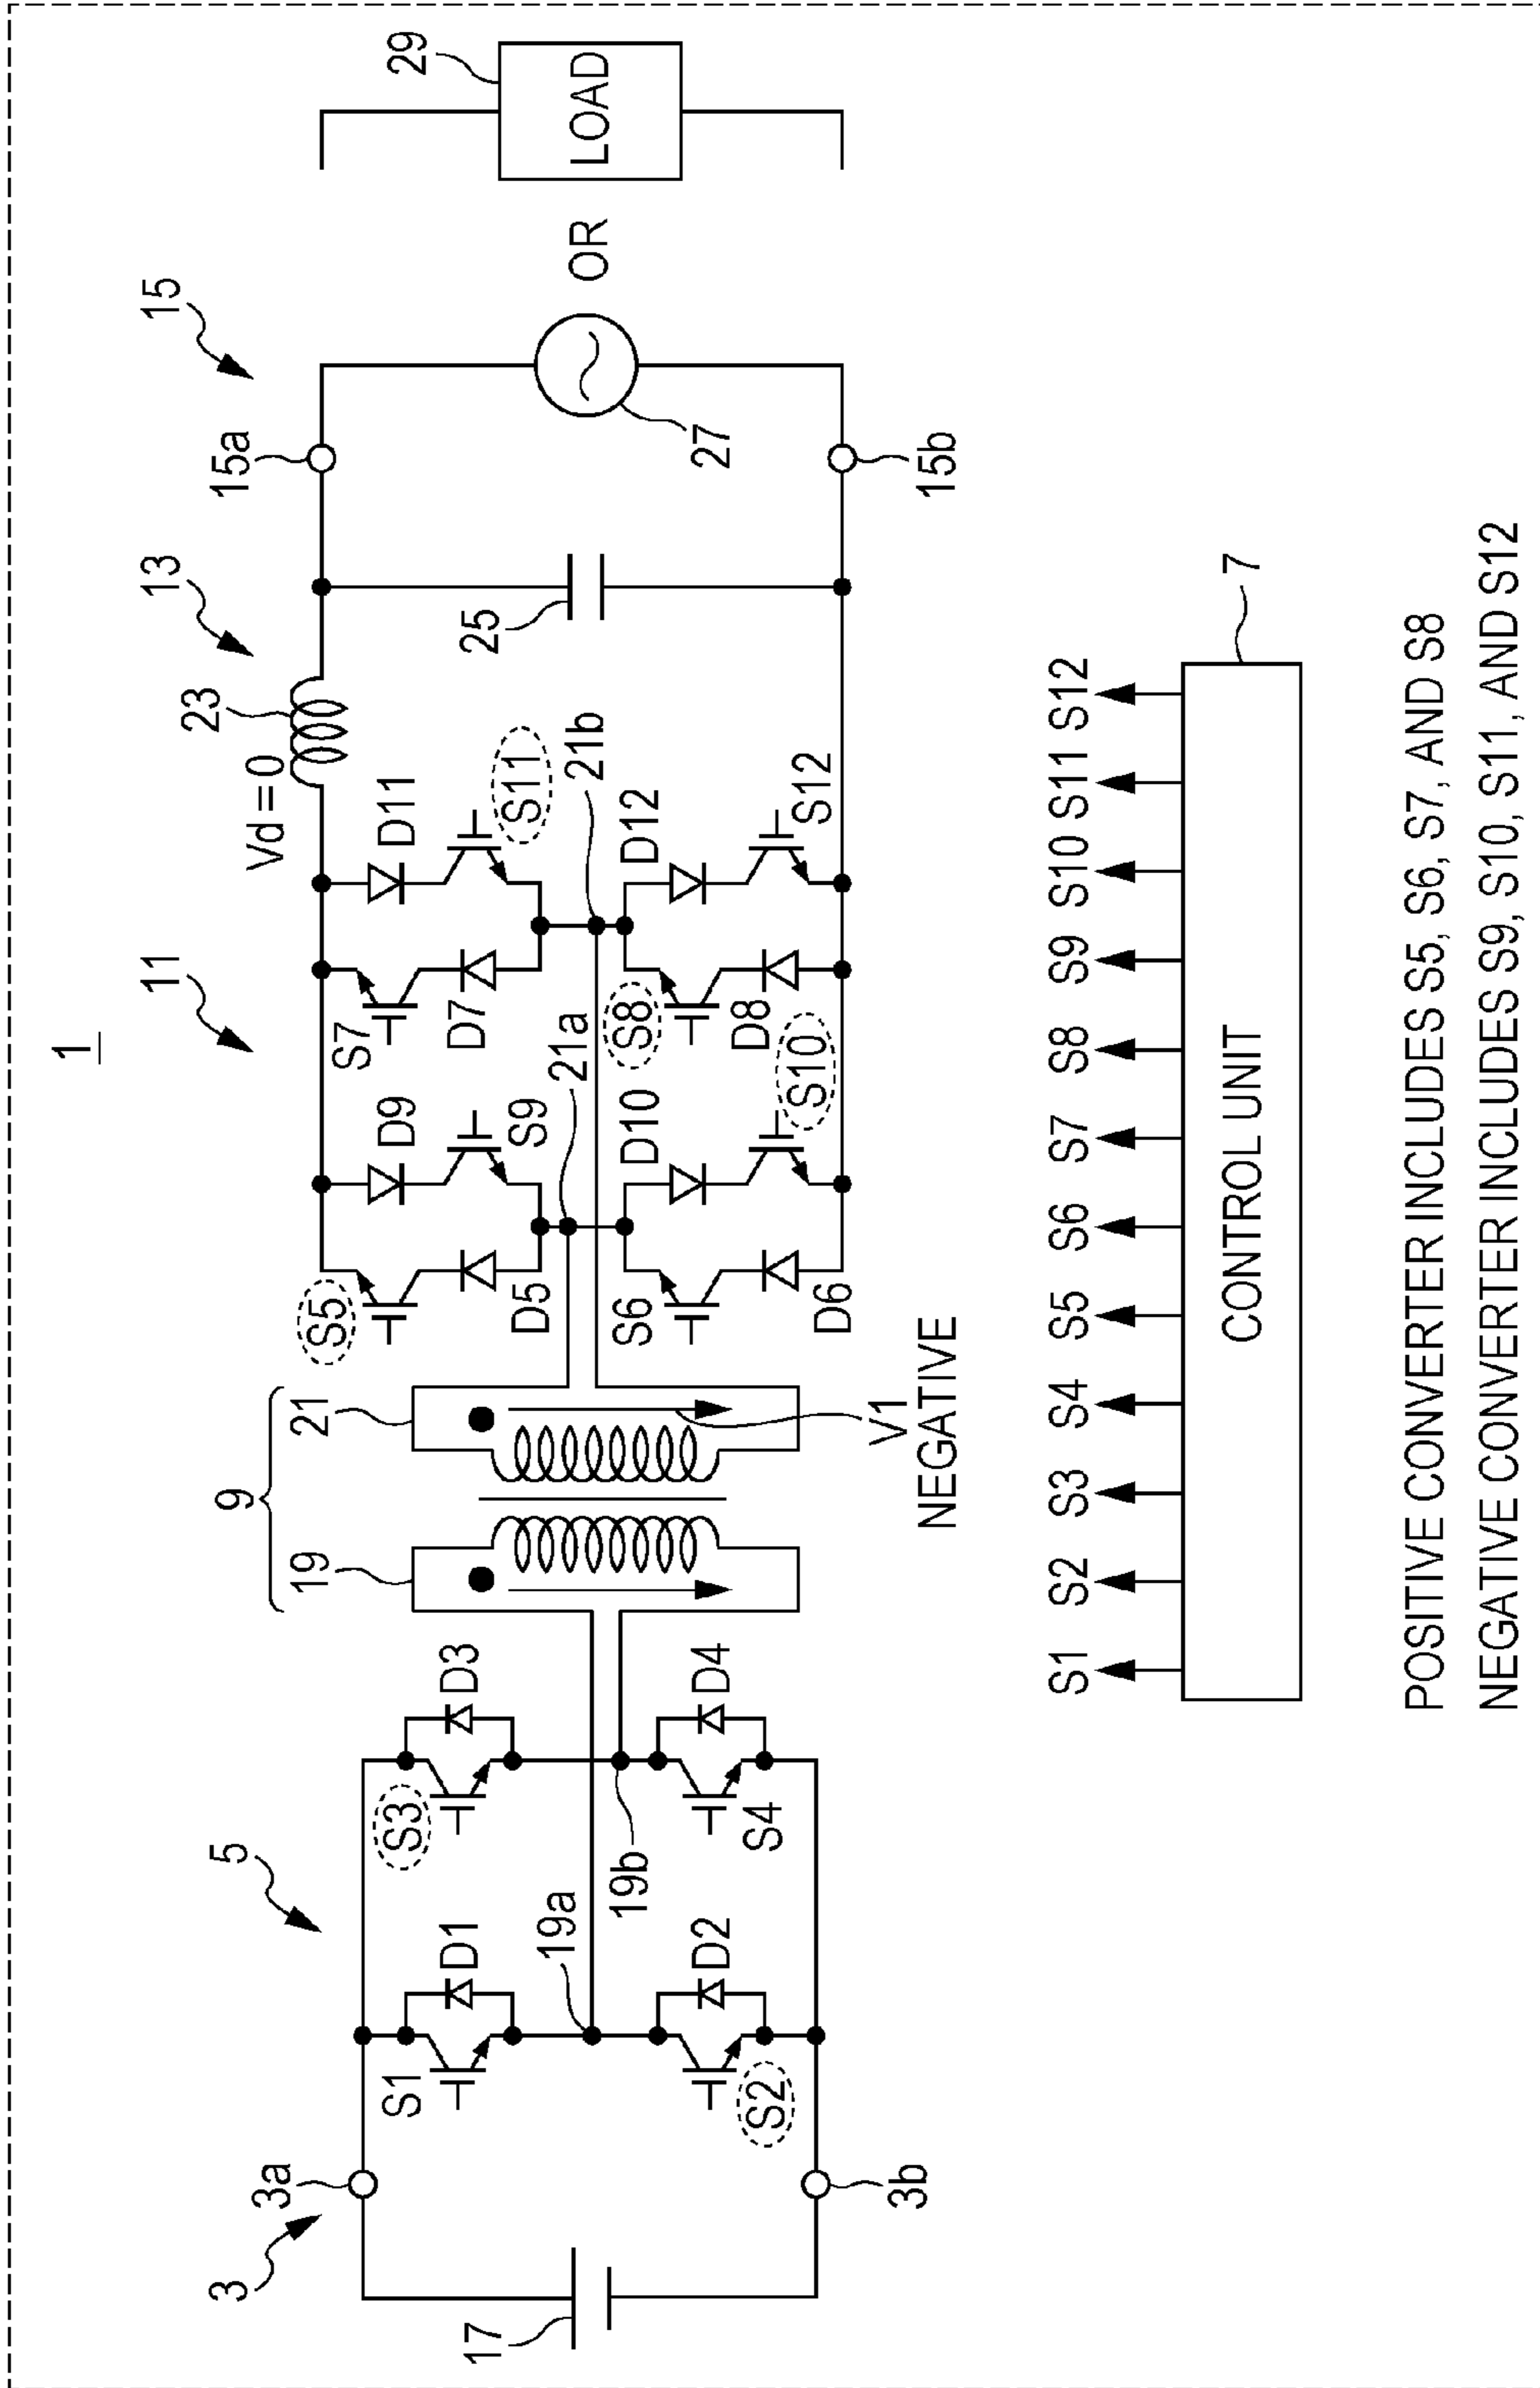 1
3
3a
3b
17
5
S1
D1
S2
D2
19a
S3
D3
S4
D4
19b
9
19
21
V1
NEGATIVE
11
S5
D5
D9
S9
S6
D6
D10
S10
21a
S7
D7
D11
S11
S8
D8
D12
S12
21b
Vd = 0
13
23
25
15
15a
15b
27
OR
29
LOAD
S1 S2 S3 S4 S5 S6 S7 S8 S9 S10 S11 S12
CONTROL UNIT
7
POSITIVE CONVERTER INCLUDES S5, S6, S7, AND S8
NEGATIVE CONVERTER INCLUDES S9, S10, S11, AND S12